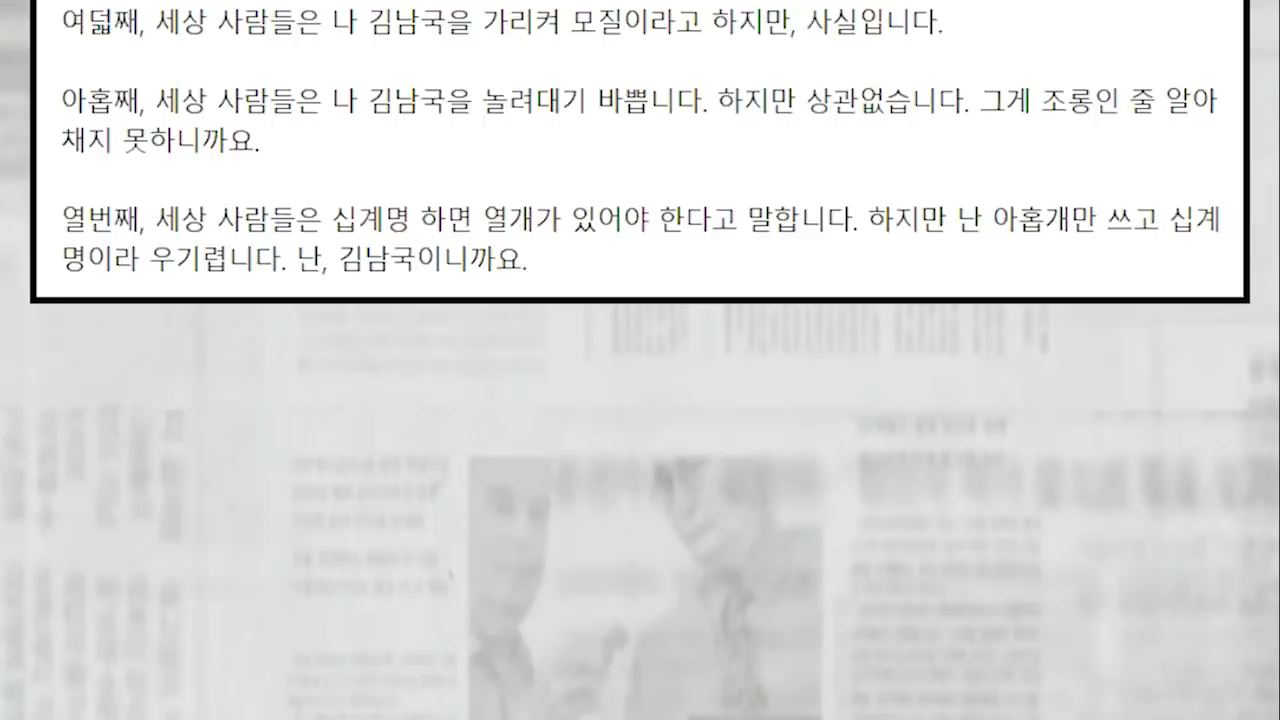 여덟째, 세상 사람들은 나 김남국을 가리켜 모질이라고 하지만, 사실입니다.
아홉째, 세상 사람들은 나 김남국을 놀려대기 바쁩니다. 하지만 상관없습니다. 그게 조롱인 줄 알아
채지 못하니까요.
열번째, 세상 사람들은 십계명 하면 열개가 있어야 한다고 말합니다. 하지만 난 아홉개만 쓰고 십계
명이라 우기렵니다. 난, 김남국이니까요.